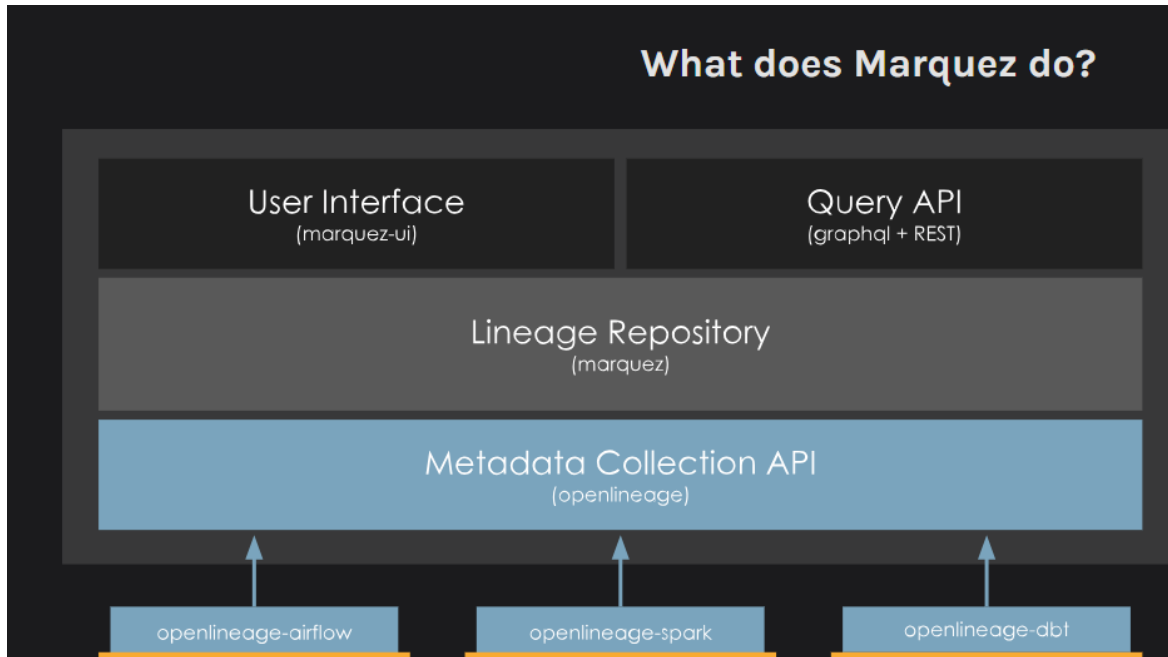 What does Marquez do?
User Interface
(marquez-ui)
Query API
(graphql + REST)
Lineage Repository
(marquez)
Metadata Collection API
(openlineage)
openlineage-airflow
openlineage-spark
openlineage-dbt